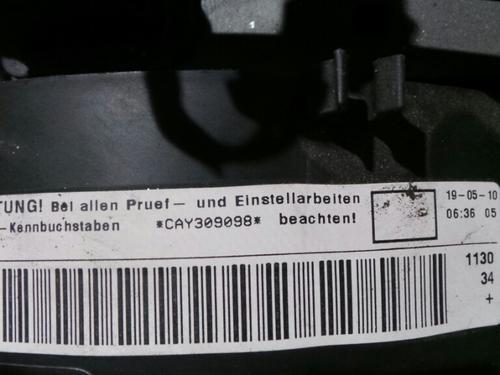 TUNG! Bei allen Pruef- und Einstellarbeiten
-Kennbuchstaben *CAY309098* beachten!
19-05-10
06:36 05
1130
34
+